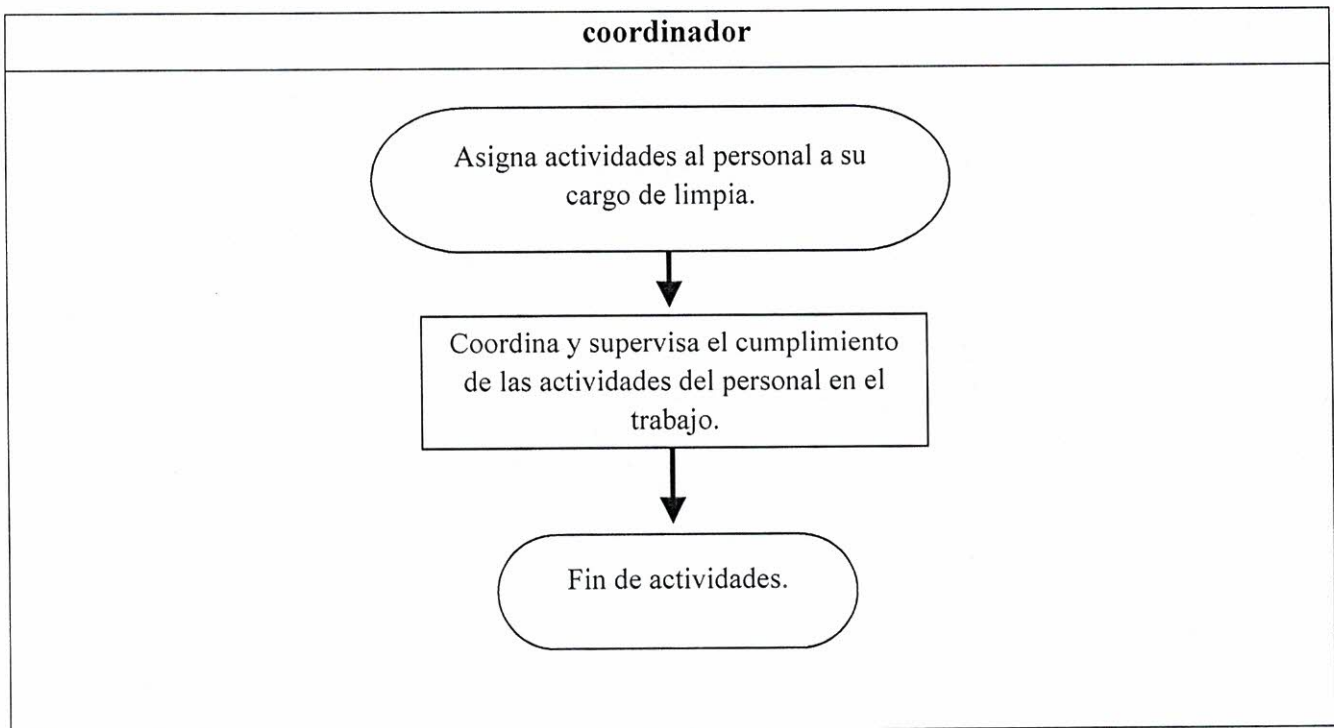 coordinador
Asigna actividades al personal a su
cargo de limpia.
Coordina y supervisa el cumplimiento
de las actividades del personal en el
trabajo.
Fin de actividades.